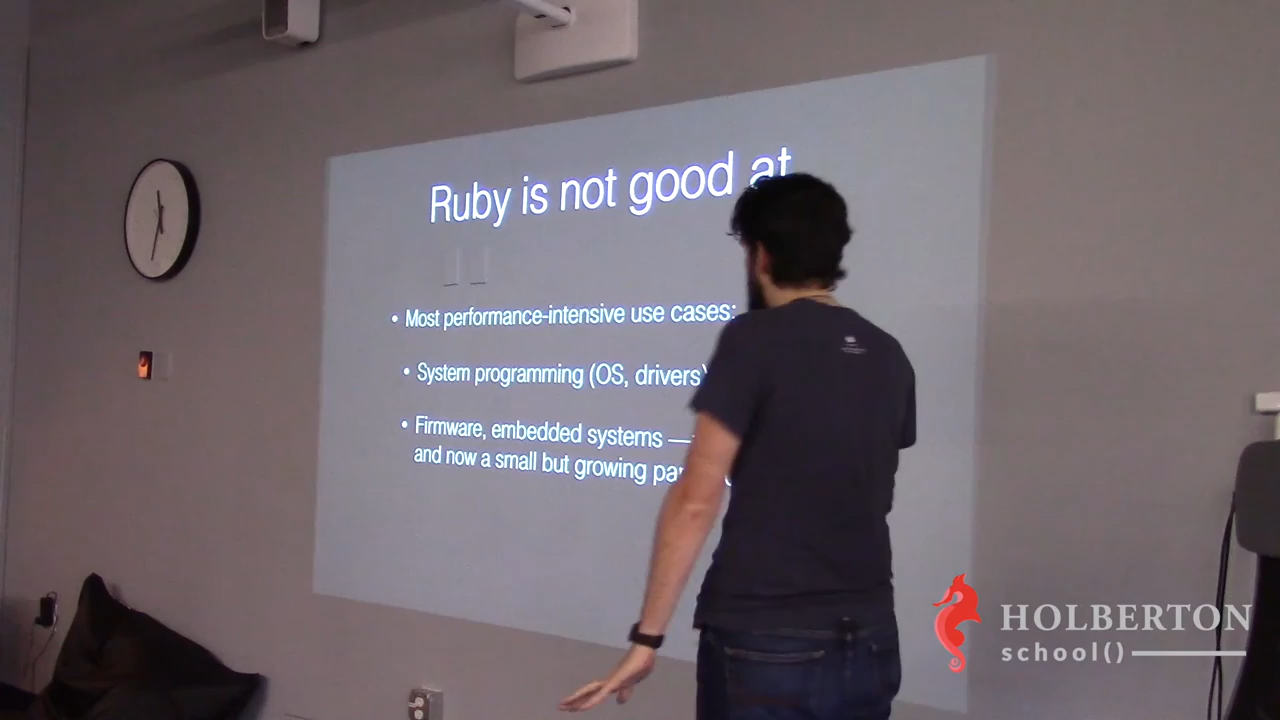 Ruby is not good at
• Most performance-intensive use cases:
• System programming (OS, drivers)
• Firmware, embedded systems —
and now a small but growing
HOLBERTON
school()